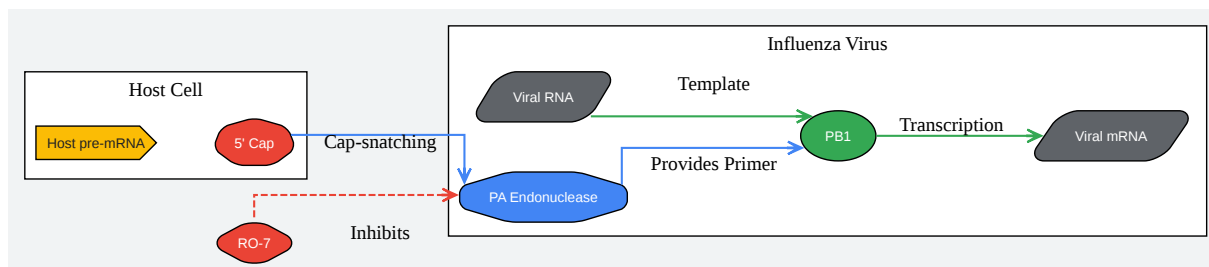 Influenza Virus
Host Cell
Viral RNA
Template
Host pre-mRNA
5' Cap
Cap-snatching
PB1
Transcription
Viral mRNA
Provides Primer
PA Endonuclease
Inhibits
RO-7